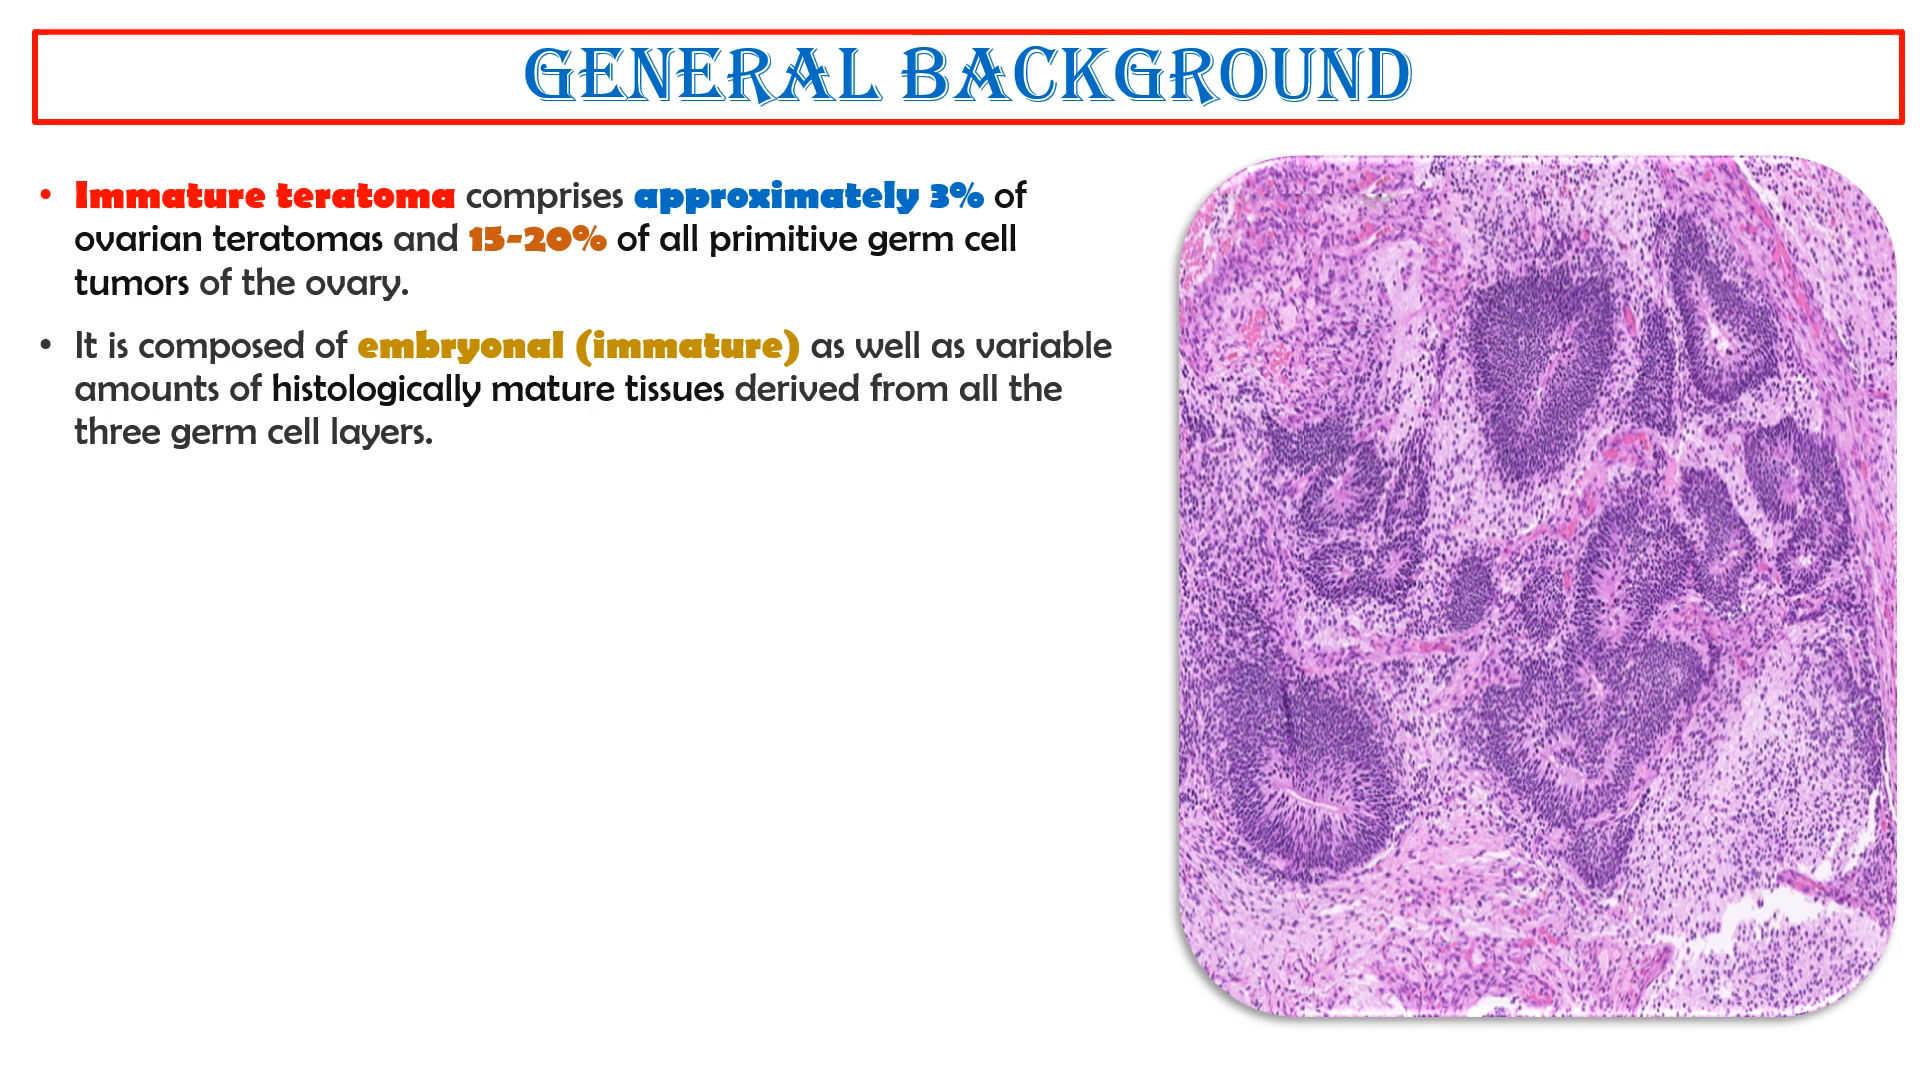 GENERAL BACKGROUND
• Immature teratoma comprises approximately 3% of
ovarian teratomas and 15-20% of all primitive germ cell
tumors of the ovary.
• It is composed of embryonal (immature) as well as variable
amounts of histologically mature tissues derived from all the
three germ cell layers.